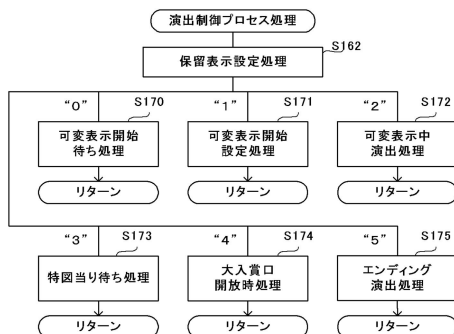 演出制御プロセス処理
S162
保留表示設定処理
“0”
S170
“1”
S171
“2”
S172
可変表示開始
待ち処理
可変表示開始
設定処理
可変表示中
演出処理
リターン
リターン
リターン
“3”
S173
“4”
S174
“5”
S175
特図当り待ち処理
大入賞口
開放時処理
エンディング
演出処理
リターン
リターン
リターン